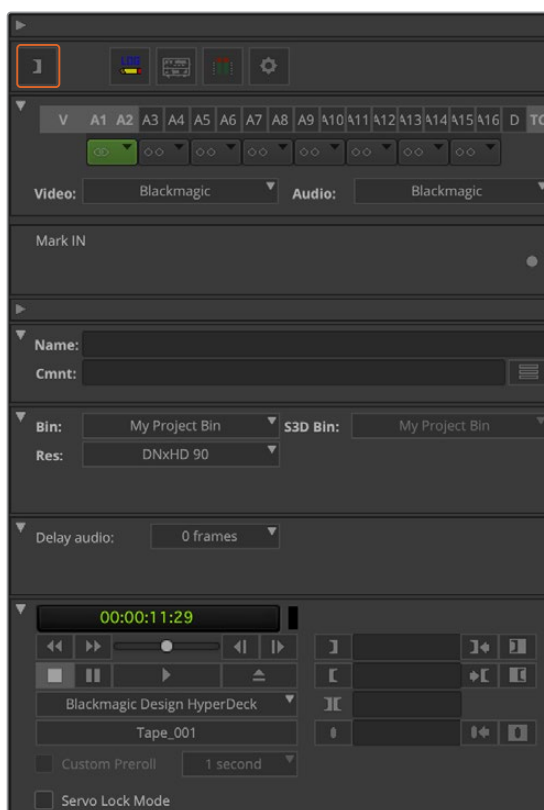 LOG
V A1 A2 A3 A4 A5 A6 A7 A8 A9 A10 A11 A12 A13 A14 A15 A16 D TC
Video: Blackmagic Audio: Blackmagic
Mark IN
Name:
Cmnt:
Bin: My Project Bin S3D Bin: My Project Bin
Res: DNxHD 90
Delay audio: 0 frames
00:00:11:29
Blackmagic Design HyperDeck
Tape_001
Custom Preroll 1 second
Servo Lock Mode